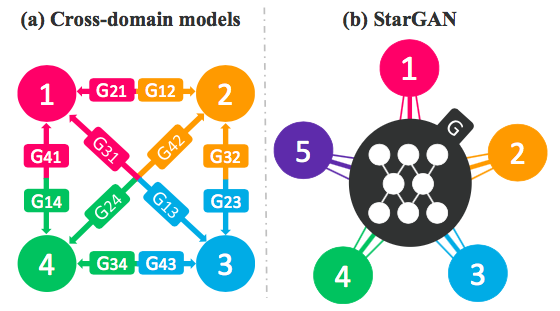 (a) Cross-domain models
1
G21
G12
2
G41
G31
G42
G32
G14
G24
G13
G23
4
G34
G43
3
(b) StarGAN
1
G
5
2
4
3